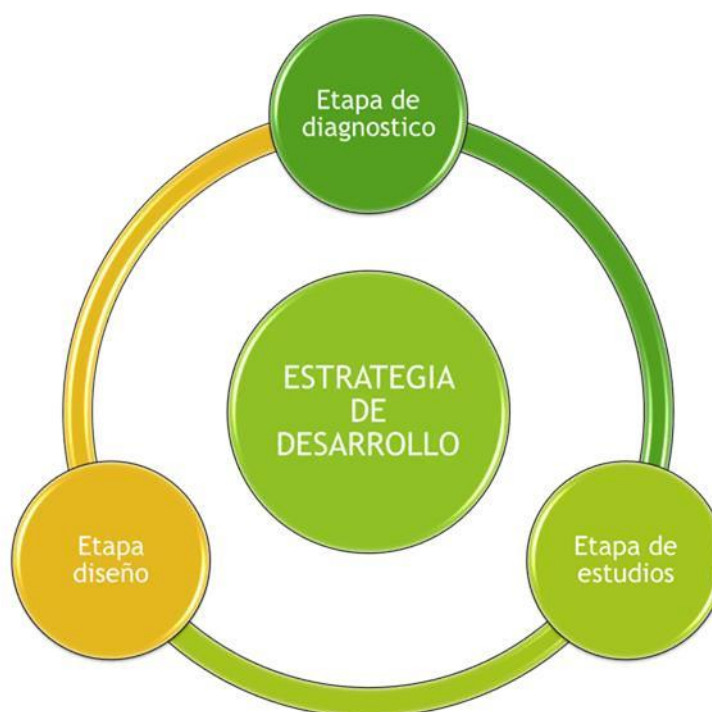 Etapa de
diagnostico
ESTRATEGIA
DE
DESARROLLO
Etapa
diseño
Etapa de
estudios